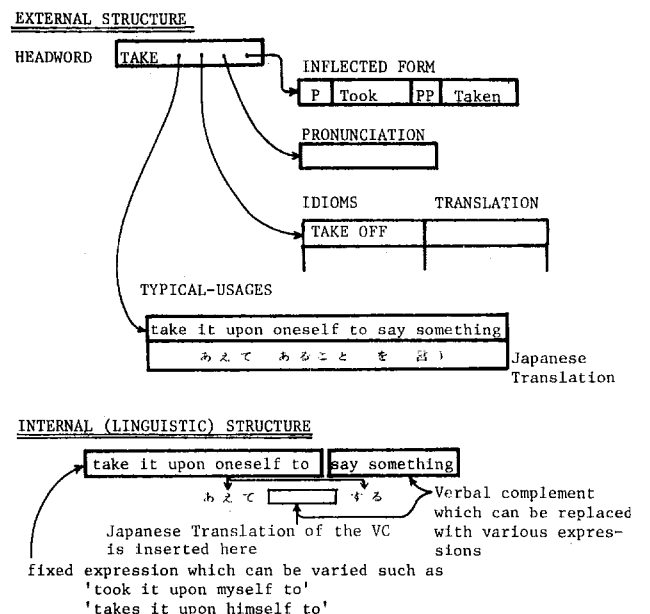 EXTERNAL STRUCTURE
HEADWORD TAKE
INFLECTED FORM
P Took PP Taken
PRONUNCIATION
IDIOMS TRANSLATION
TAKE OFF
TYPICAL-USAGES
take it upon oneself to say something
あえて あること を 言う
Japanese
Translation
INTERNAL (LINGUISTIC) STRUCTURE
take it upon oneself to say something
あえて する
Verbal complement
which can be replaced
with various expres-
sions
Japanese Translation of the VC
is inserted here
fixed expression which can be varied such as
'took it upon myself to'
'takes it upon himself to'